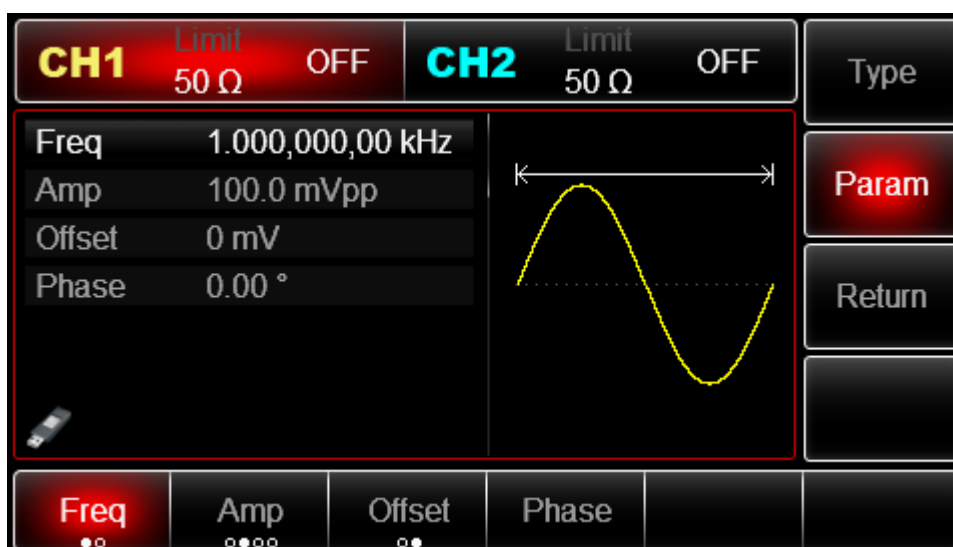 CH1 Limit 50 Ω OFF CH2 Limit 50 Ω OFF
Type
Freq 1.000,000,00 kHz
Amp 100.0 mVpp
Offset 0 mV
Phase 0.00 °
Param
Return
Freq Amp Offset Phase